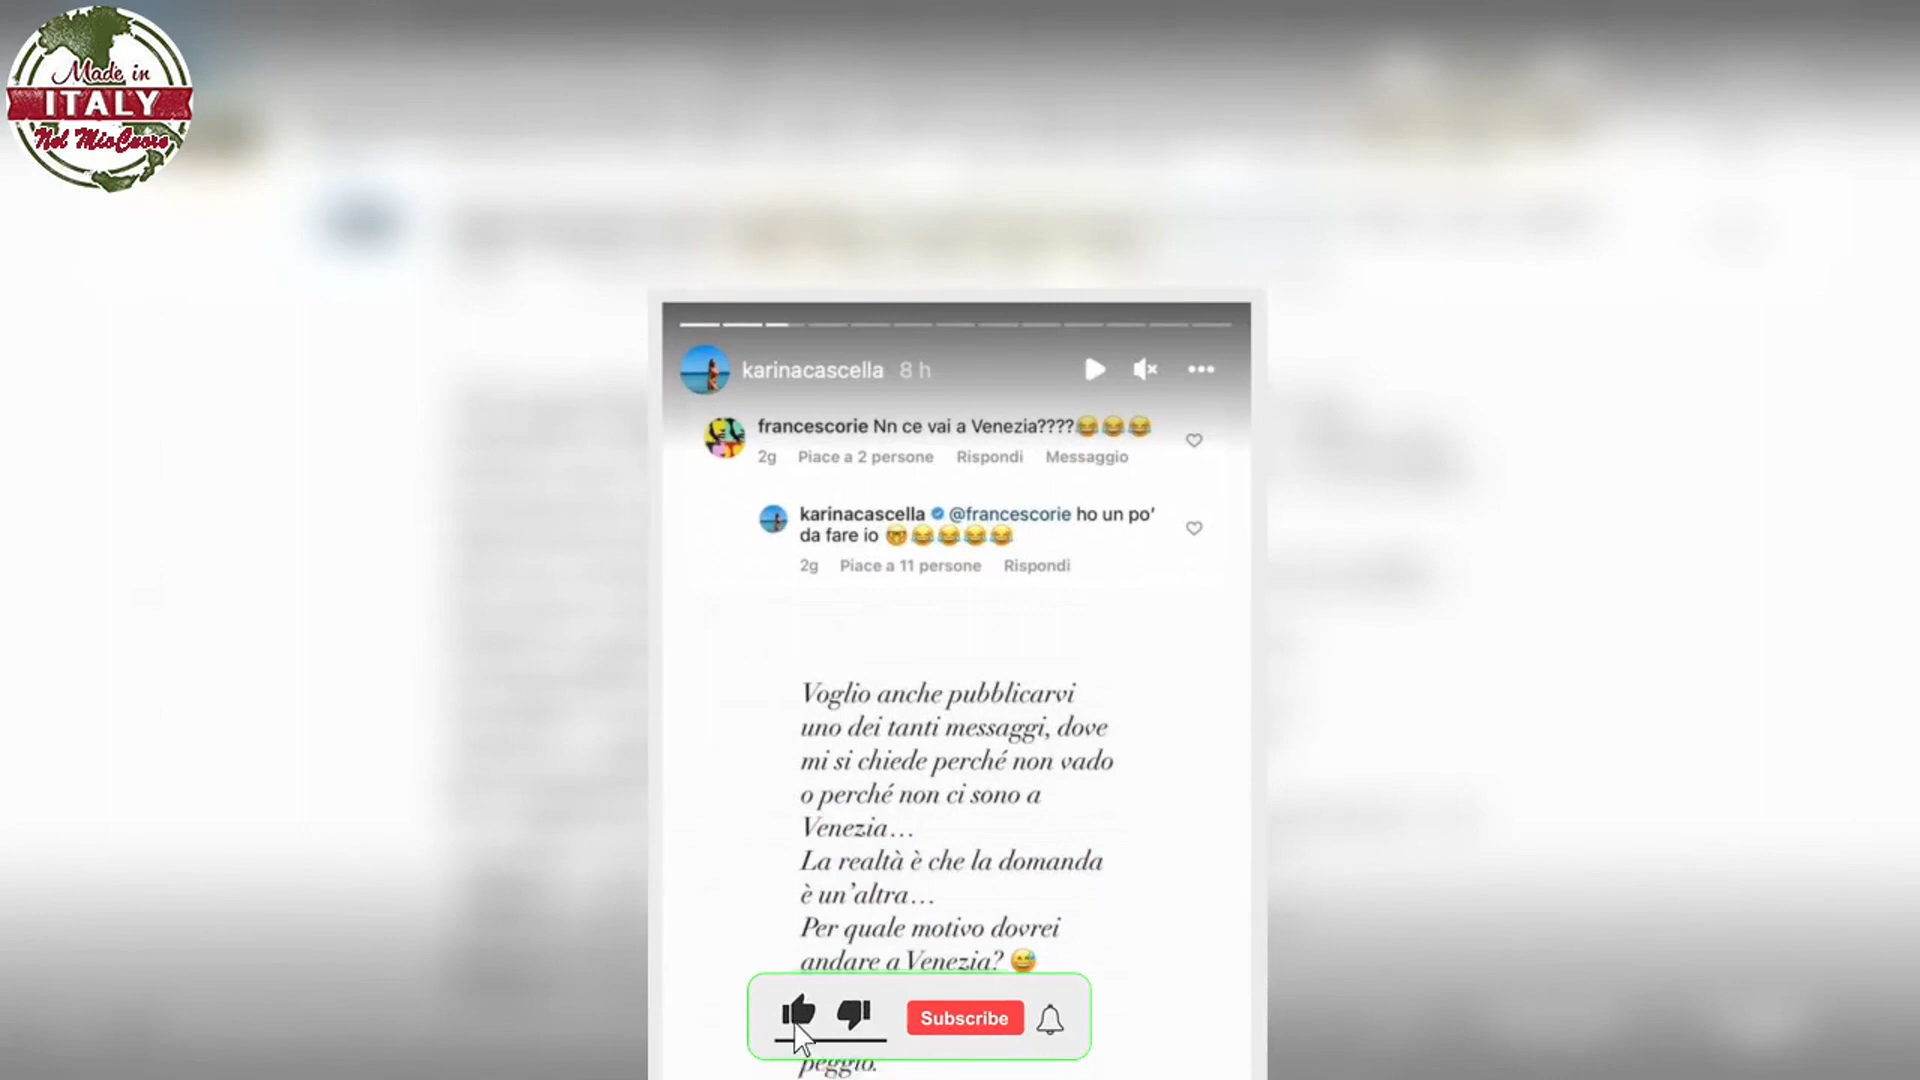 Made in
ITALY
Nel MioCuore
karinacascella 8 h
francescorie Nn ce vai a Venezia????😂😂😂
2g Piace a 2 persone Rispondi Messaggio
karinacascella @francescorie ho un po'
da fare io 🤓😂😂😂😂
2g Piace a 11 persone Rispondi
Voglio anche pubblicarvi
uno dei tanti messaggi, dove
mi si chiede perché non vado
o perché non ci sono a
Venezia...
La realtà è che la domanda
è un'altra...
Per quale motivo dovrei
andare a Venezia? 😅
Subscribe
peggio.